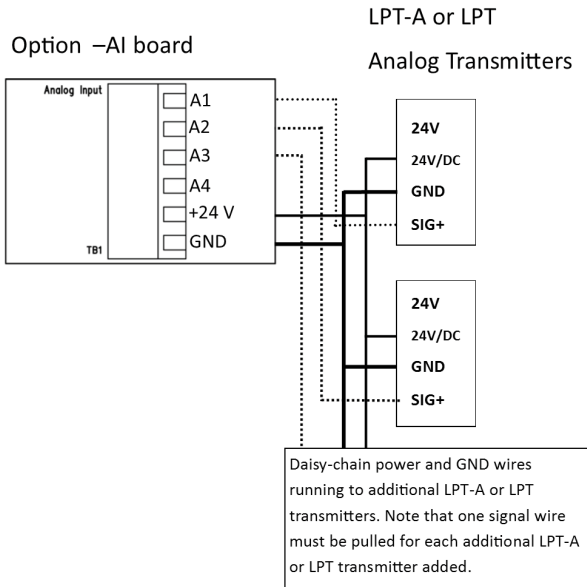 LPT-A or LPT
Analog Transmitters
Option –AI board
Analog Input
A1
A2
A3
A4
+24 V
GND
TB1
24V
24V/DC
GND
SIG+
24V
24V/DC
GND
SIG+
Daisy-chain power and GND wires
running to additional LPT-A or LPT
transmitters. Note that one signal wire
must be pulled for each additional LPT-A
or LPT transmitter added.